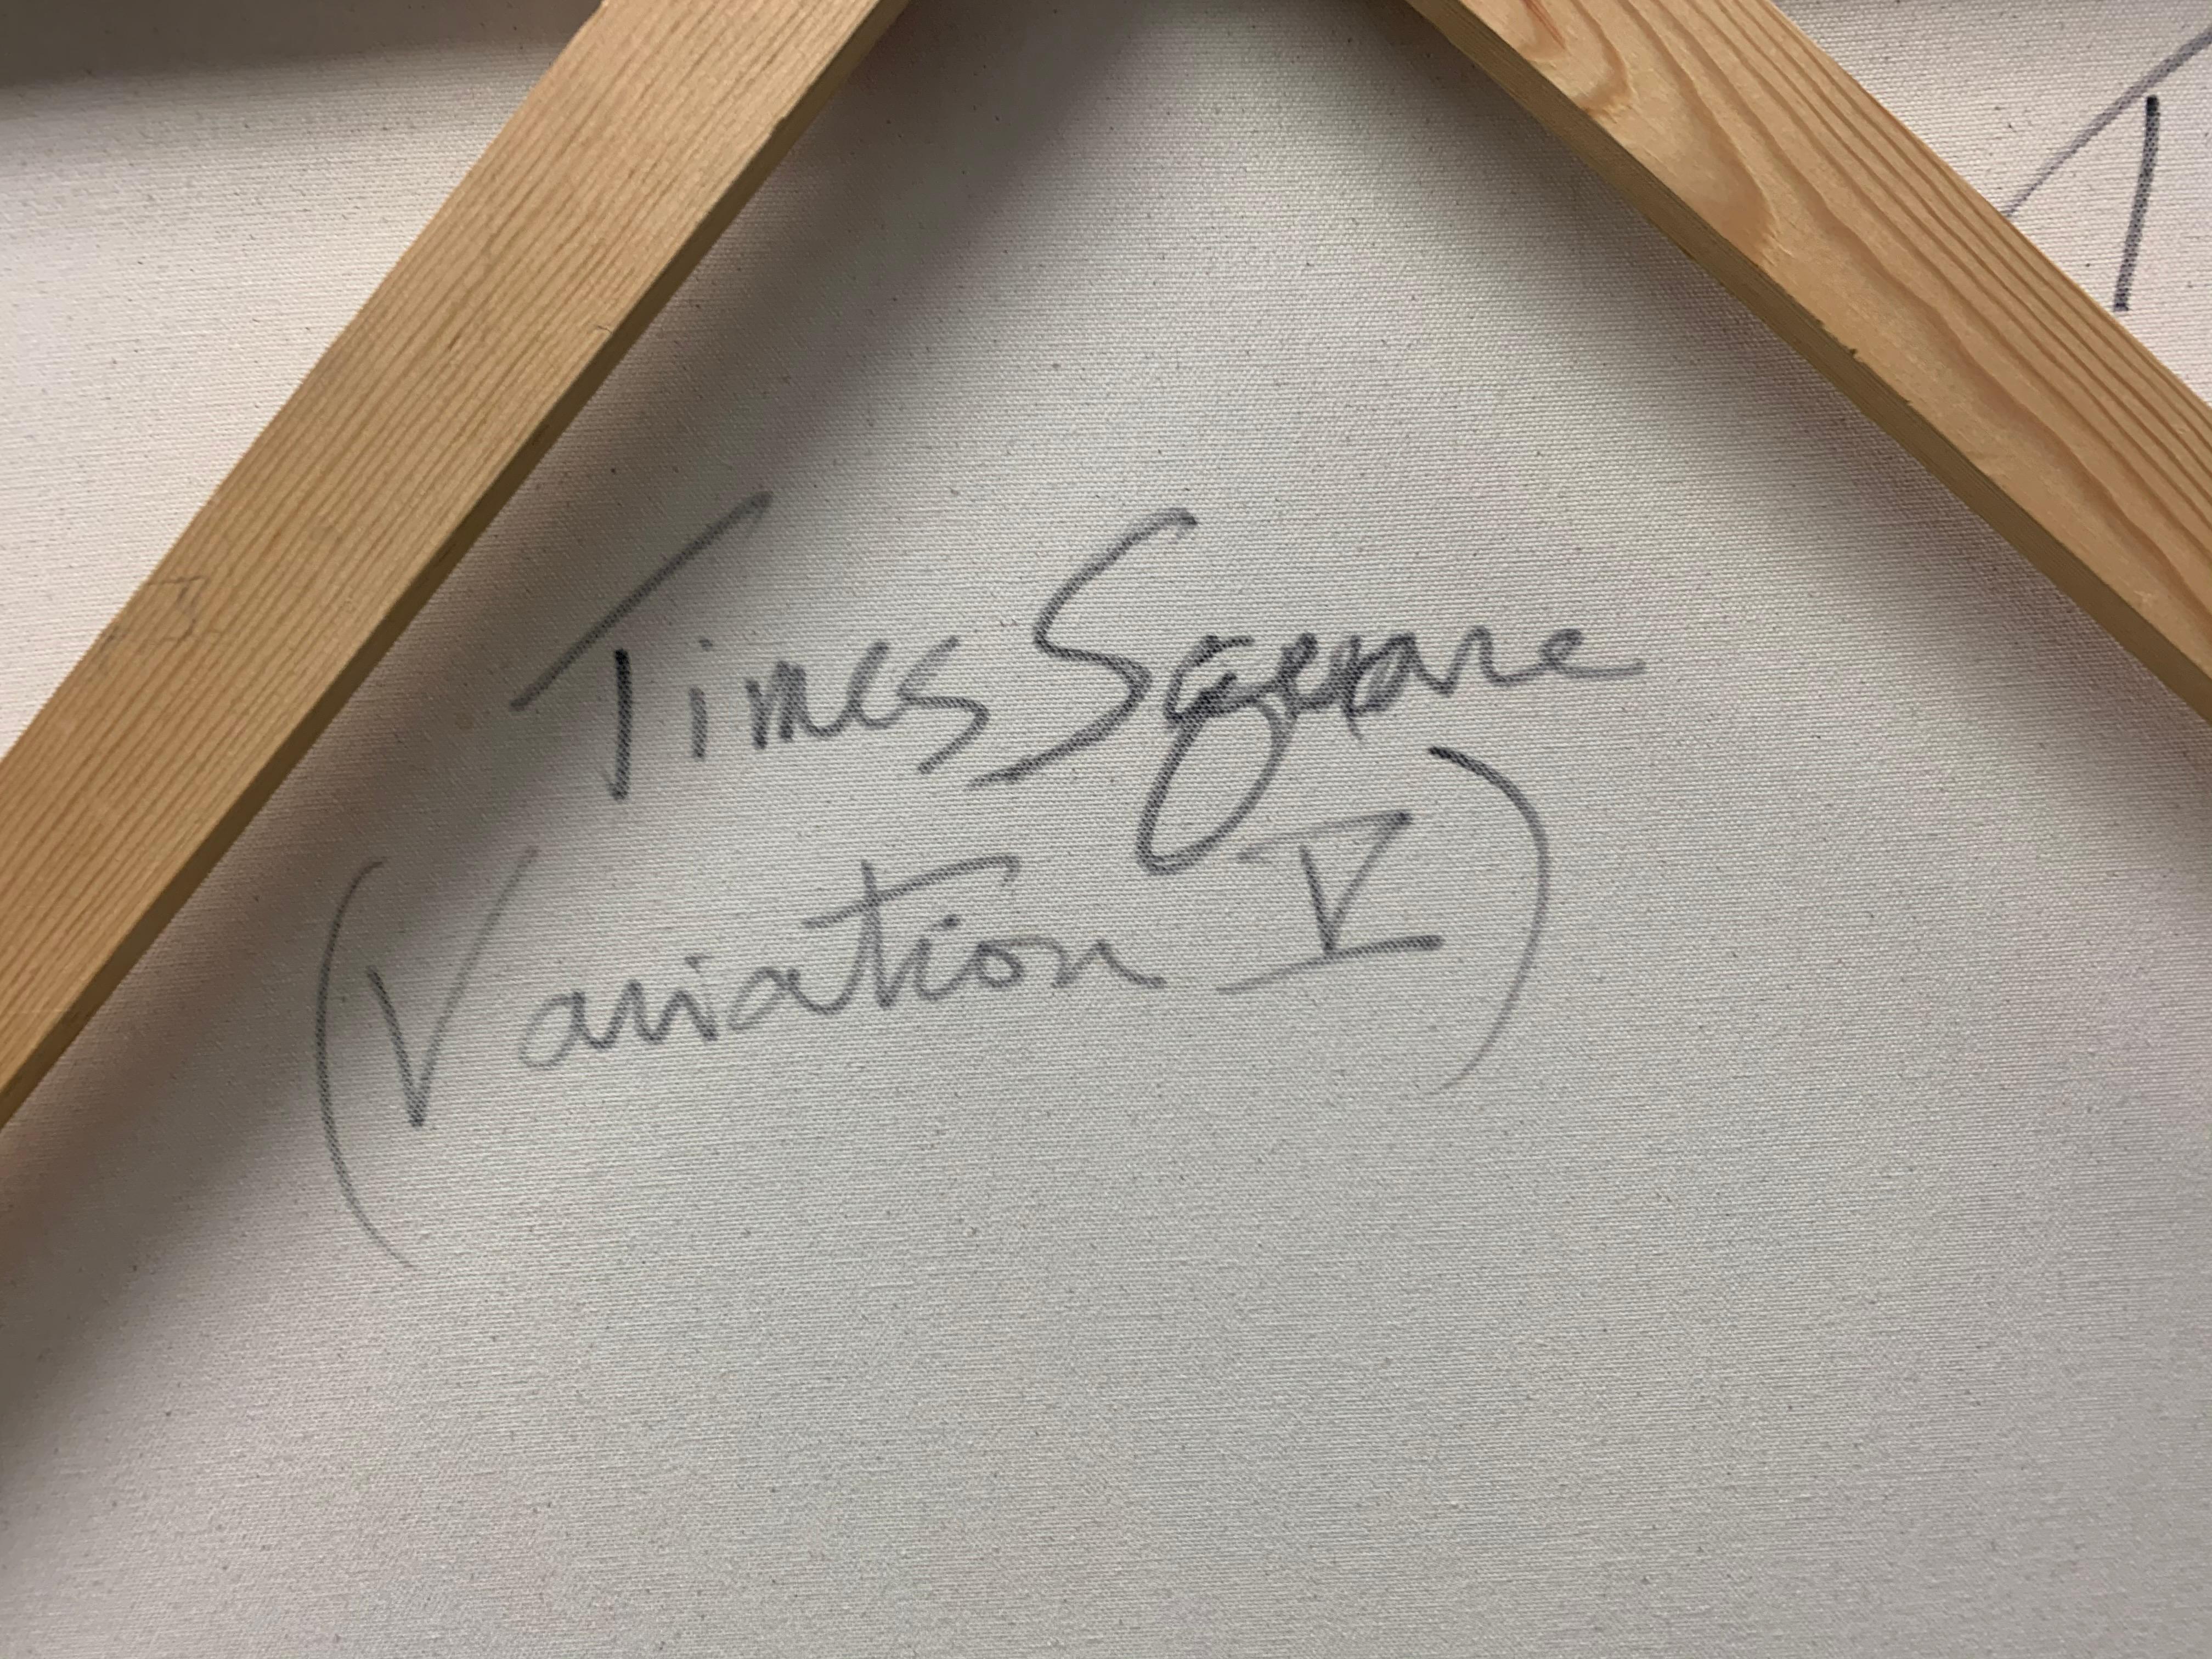 Times Square
(Variation V)
T